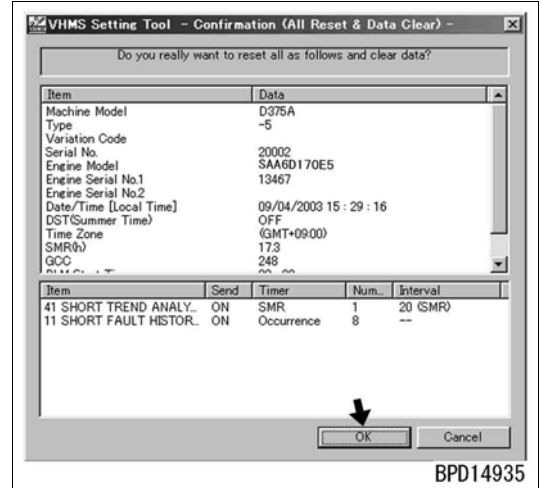 VHMS Setting Tool - Confirmation (All Reset & Data Clear) -
Do you really want to reset all as follows and clear data?
Item Data
Machine Model D375A
Type -5
Variation Code
Serial No. 20002
Engine Model SAA6D170E5
Engine Serial No.1 13467
Engine Serial No.2
Date/Time [Local Time] 09/04/2003 15 : 29 : 16
DST(Summer Time) OFF
Time Zone (GMT+09:00)
SMR(h) 17.3
GCC 248
Item Send Timer Num... Interval
41 SHORT TREND ANALY... ON SMR 1 20 (SMR)
11 SHORT FAULT HISTOR... ON Occurrence 8 --
OK Cancel
BPD14935